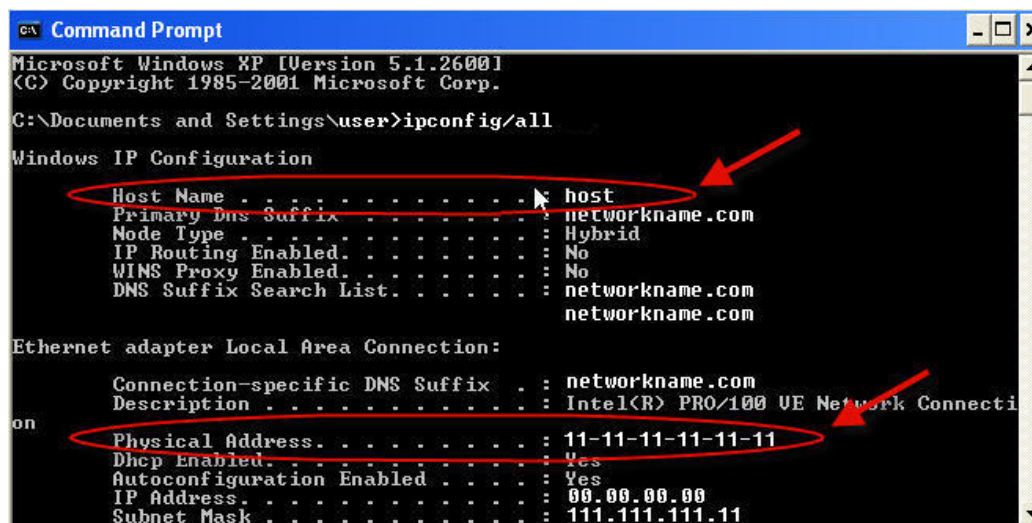 Command Prompt
Microsoft Windows XP [Version 5.1.2600]
(C) Copyright 1985-2001 Microsoft Corp.
C:\Documents and Settings\user>ipconfig/all
Windows IP Configuration
Host Name . . . . . . . . . . . . : host
Primary Dns Suffix . . . . . . . : networkname.com
Node Type . . . . . . . . . . . . : Hybrid
IP Routing Enabled. . . . . . . . : No
WINS Proxy Enabled. . . . . . . . : No
DNS Suffix Search List. . . . . . : networkname.com
networkname.com
Ethernet adapter Local Area Connection:
Connection-specific DNS Suffix . : networkname.com
Description . . . . . . . . . . . : Intel(R) PRO/100 VE Network Connecti
on
Physical Address. . . . . . . . . : 11-11-11-11-11-11
Dhcp Enabled. . . . . . . . . . . : Yes
Autoconfiguration Enabled . . . . : Yes
IP Address. . . . . . . . . . . . : 00.00.00.00
Subnet Mask . . . . . . . . . . . : 111.111.111.11